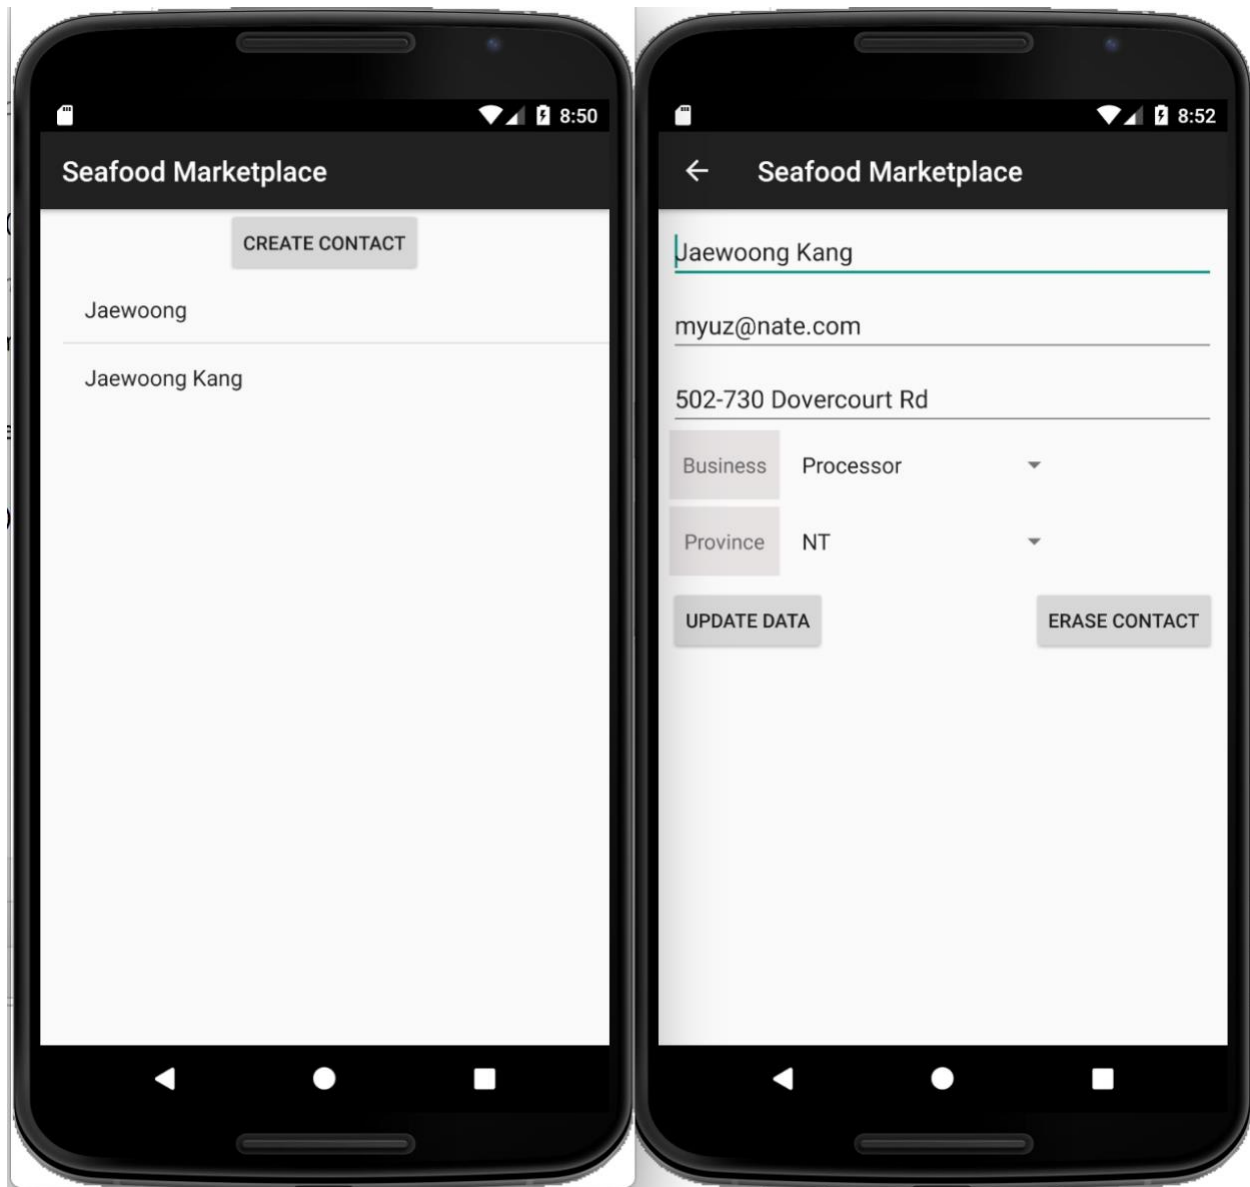 8:50
Seafood Marketplace
CREATE CONTACT
Jaewoong
Jaewoong Kang
8:52
Seafood Marketplace
Jaewoong Kang
myuz@nate.com
502-730 Dovercourt Rd
Business Processor
Province NT
UPDATE DATA ERASE CONTACT